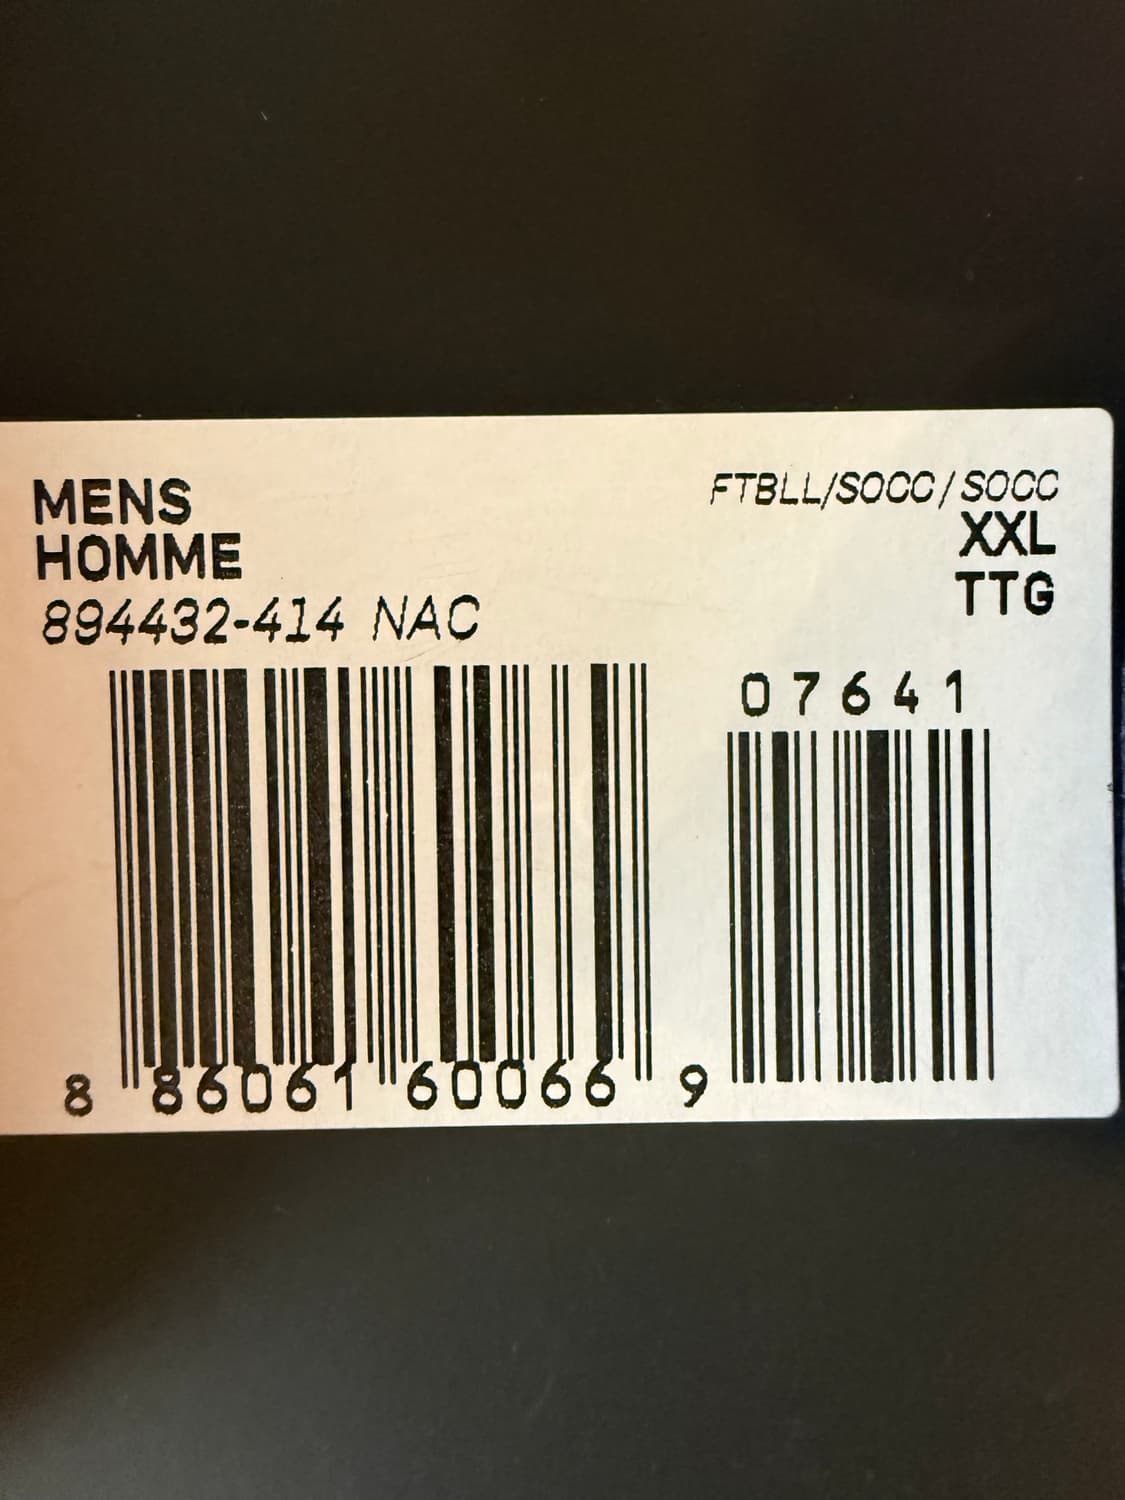 MENS
HOMME
894432-414 NAC
FTBLL/SOCC/SOCC
XXL
TTG
07641
8 86061 60066 9